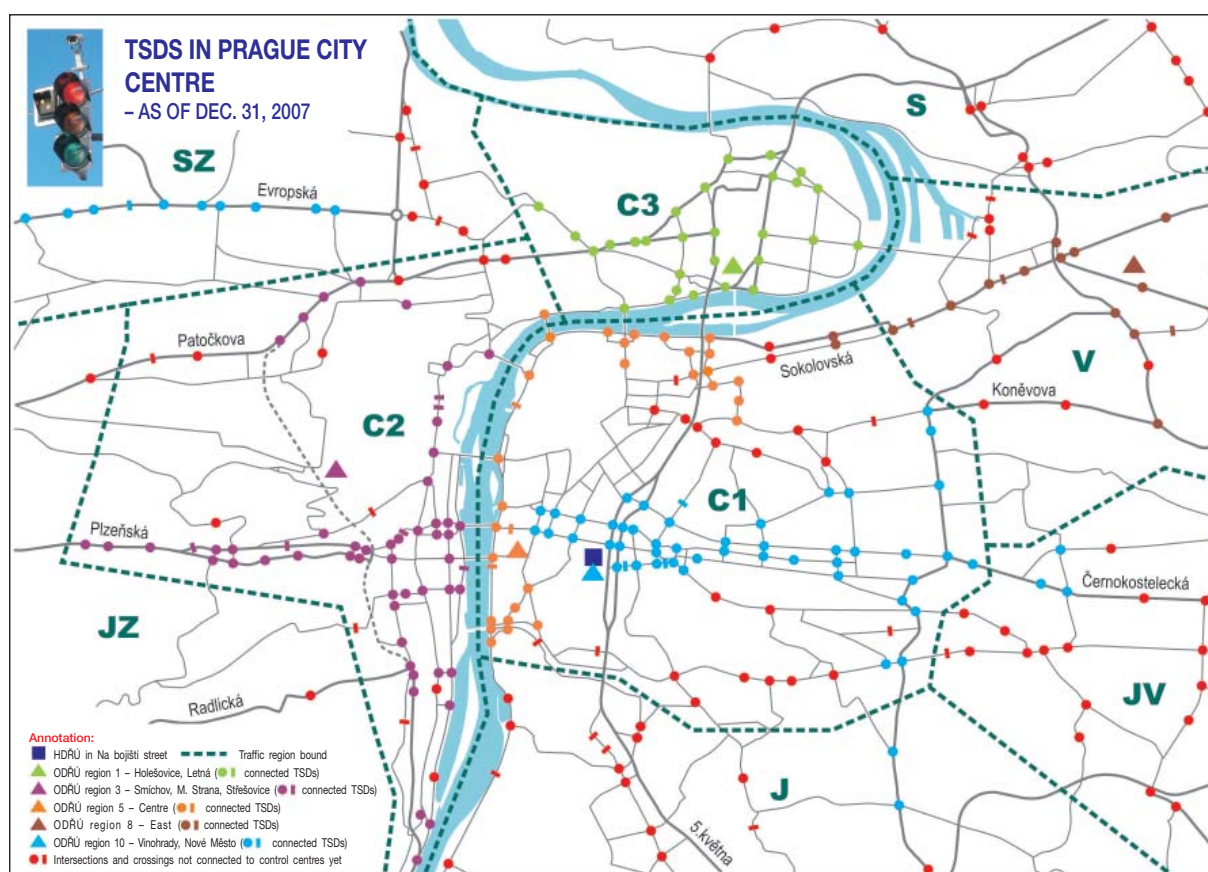 TSDS IN PRAGUE CITY
CENTRE
– AS OF DEC. 31, 2007
S
SZ
Evropská
C3
Patočkova
Sokolovská
V
Koněvova
C2
C1
Plzeňská
Černokostelecká
JZ
Radlická
JV
J
5.května
Annotation:
HDŘÚ in Na bojišti street Traffic region bound
ODŘÚ region 1 – Holešovice, Letná ( connected TSDs)
ODŘÚ region 3 – Smíchov, M. Strana, Střešovice ( connected TSDs)
ODŘÚ region 5 – Centre ( connected TSDs)
ODŘÚ region 8 – East ( connected TSDs)
ODŘÚ region 10 – Vinohrady, Nové Město ( connected TSDs)
Intersections and crossings not connected to control centres yet